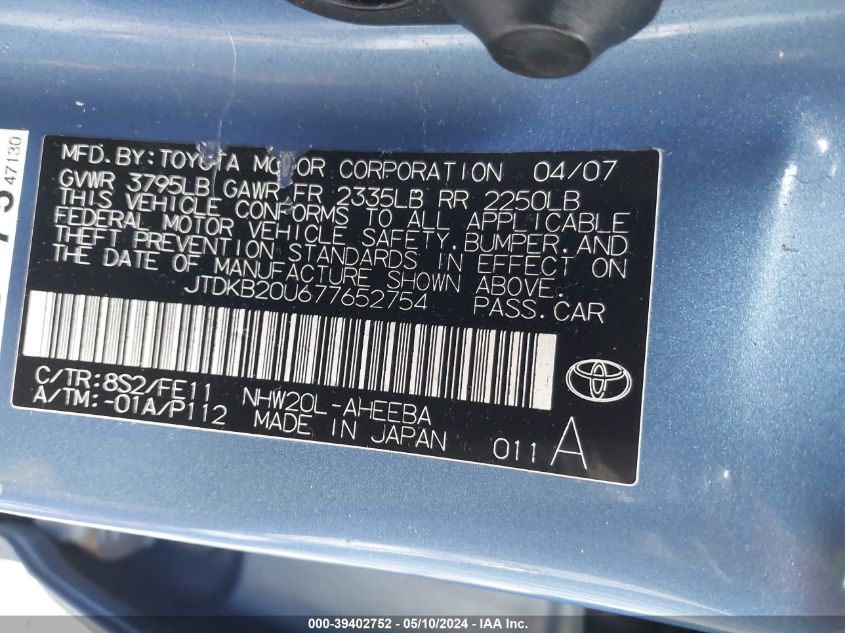 MFD. BY: TOYOTA MOTOR CORPORATION 04/07
GVWR 3795LB GAWR FR 2335LB RR 2250LB
THIS VEHICLE CONFORMS TO ALL APPLICABLE
FEDERAL MOTOR VEHICLE SAFETY, BUMPER, AND
THEFT PREVENTION STANDARDS IN EFFECT ON
THE DATE OF MANUFACTURE SHOWN ABOVE.
JTDKB20U677652754 PASS. CAR
C/TR: 8S2/FE11 NHW20L-AHEEBA
A/TM: -01A/P112 MADE IN JAPAN 011 A
47130
000-39402752 - 05/10/2024 - IAA Inc.